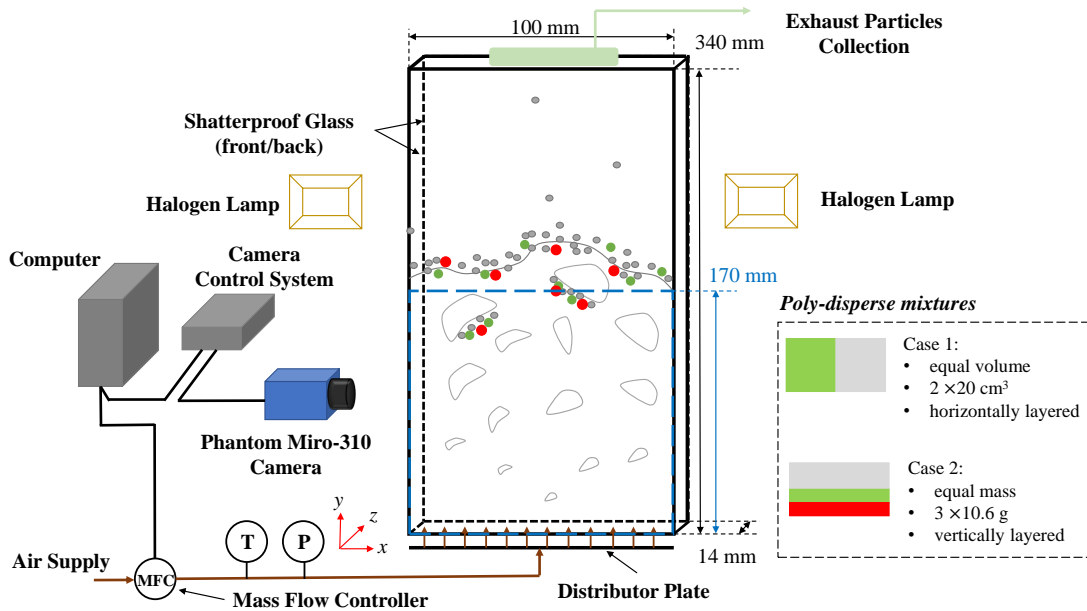 100 mm
340 mm
Exhaust Particles
Collection
Shatterproof Glass
(front/back)
Halogen Lamp
Halogen Lamp
Computer
Camera
Control System
170 mm
Phantom Miro-310
Camera
Poly-disperse mixtures
Case 1:
• equal volume
• 2 ×20 cm³
• horizontally layered
Case 2:
• equal mass
• 3 ×10.6 g
• vertically layered
y
z
x
T
P
Air Supply
MFC
Mass Flow Controller
Distributor Plate
14 mm